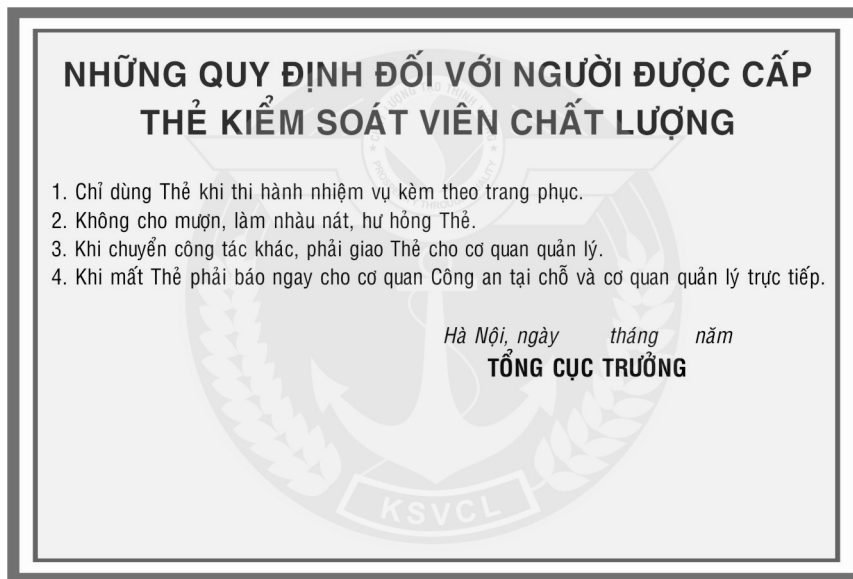 NHỮNG QUY ĐỊNH ĐỐI VỚI NGƯỜI ĐƯỢC CẤP
THẺ KIỂM SOÁT VIÊN CHẤT LƯỢNG
1. Chỉ dùng Thẻ khi thi hành nhiệm vụ kèm theo trang phục.
2. Không cho mượn, làm nhàu nát, hư hỏng Thẻ.
3. Khi chuyển công tác khác, phải giao Thẻ cho cơ quan quản lý.
4. Khi mất Thẻ phải báo ngay cho cơ quan Công an tại chỗ và cơ quan quản lý trực tiếp.
Hà Nội, ngày tháng năm
TỔNG CỤC TRƯỞNG
KSVCL